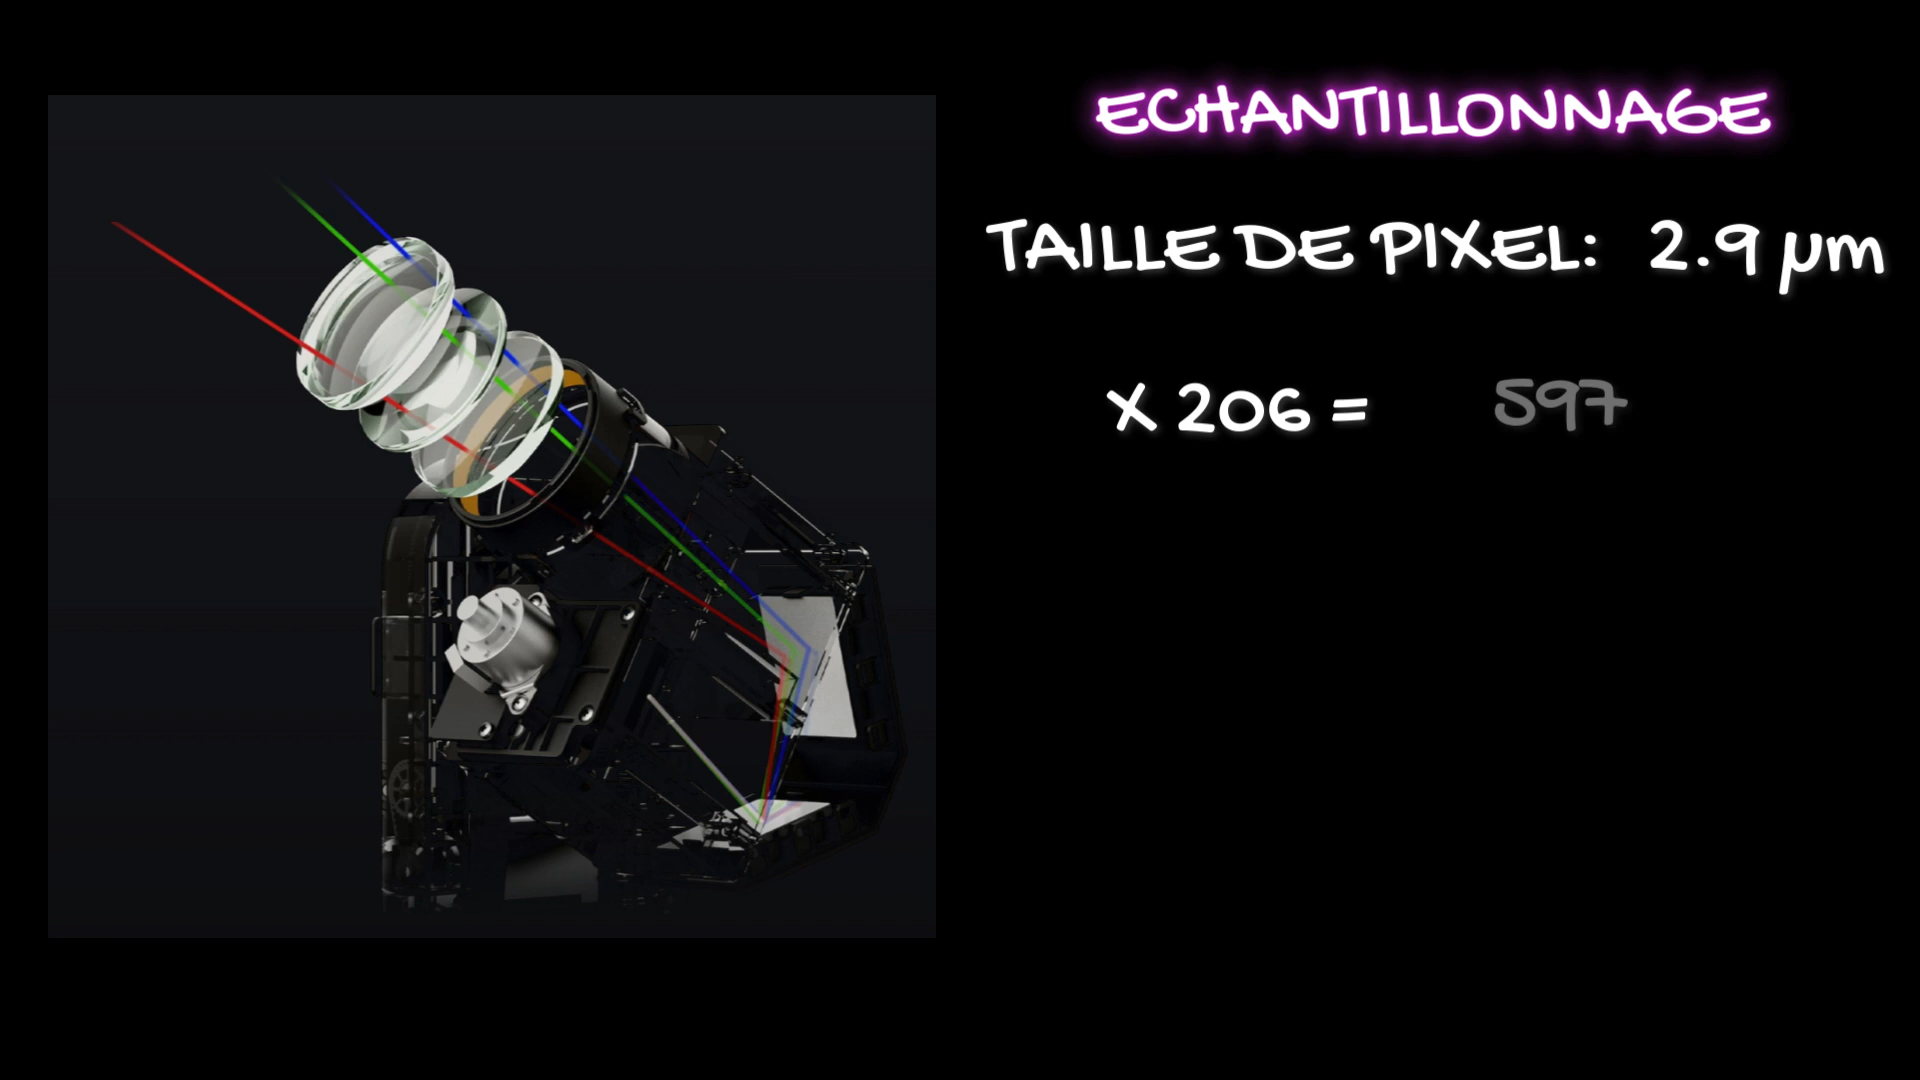 ECHANTILLONNAGE
TAILLE DE PIXEL: 2.9 µm
X 206 = 597